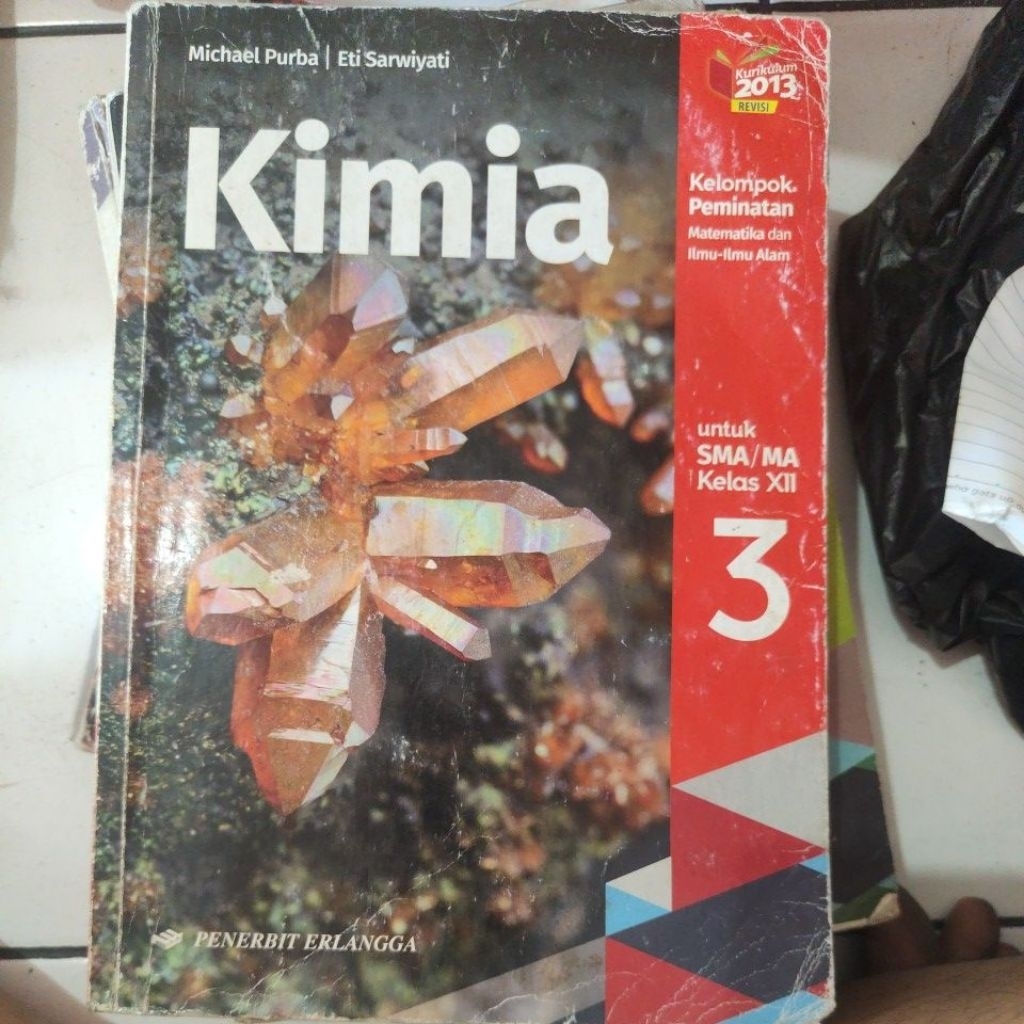 Michael Purba | Eti Sarwiyati
Kimia
Kurikulum
2013
REVISI
Kelompok
Peminatan
Matematika dan
Ilmu-Ilmu Alam
untuk
SMA/MA
Kelas XII
3
PENERBIT ERLANGGA